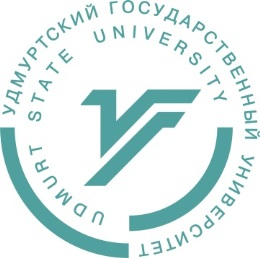 УДМУРТСКИЙ ГОСУДАРСТВЕННЫЙ УНИВЕРСИТЕТ
UDMURT STATE UNIVERSITY